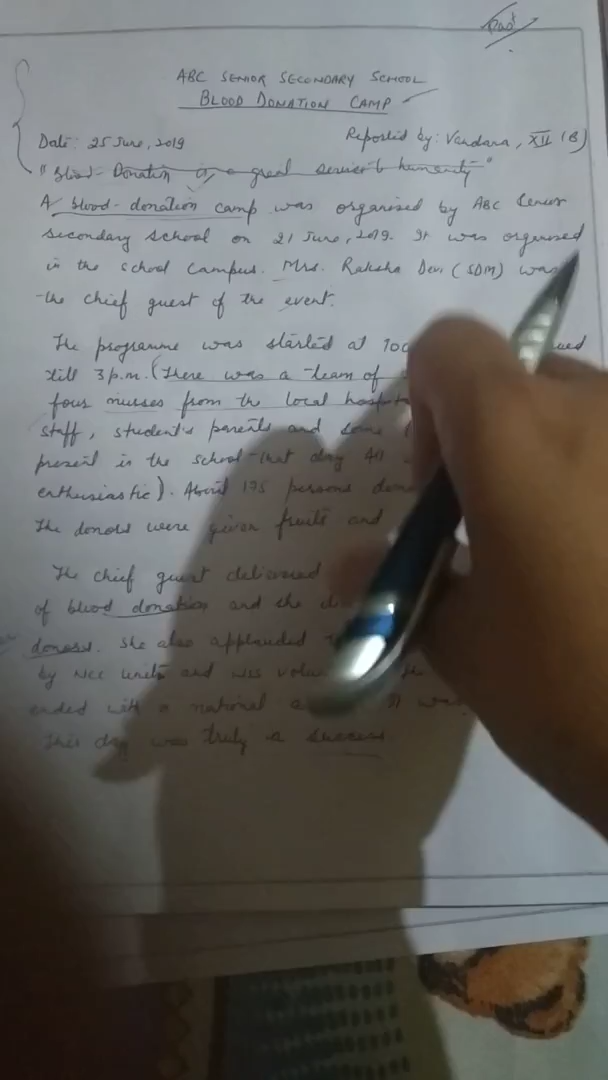 ABC SENIOR SECONDARY SCHOOL
BLOOD DONATION CAMP
Date: 25 June, 2019 Reported by: Vandana, XII (B)
"Blood-Donation is a great service to humanity"
A blood-donation camp was organised by ABC Senior
secondary school on 21 June, 2019. It was organised
in the school campus. Mrs. Raksha Devi (SDM) was
the chief guest of the event.
The programme was started at
till 3 p.m. (There was a team of
four nurses from the local
staff, student's parents and some
present in the school that day All
enthusiastic). About 175 persons
The donors were given fruits and
The chief guest delivered
of blood donation and she
donors. She also applauded
by NCC units and NSS
ended with a national It was
This day was truly a success